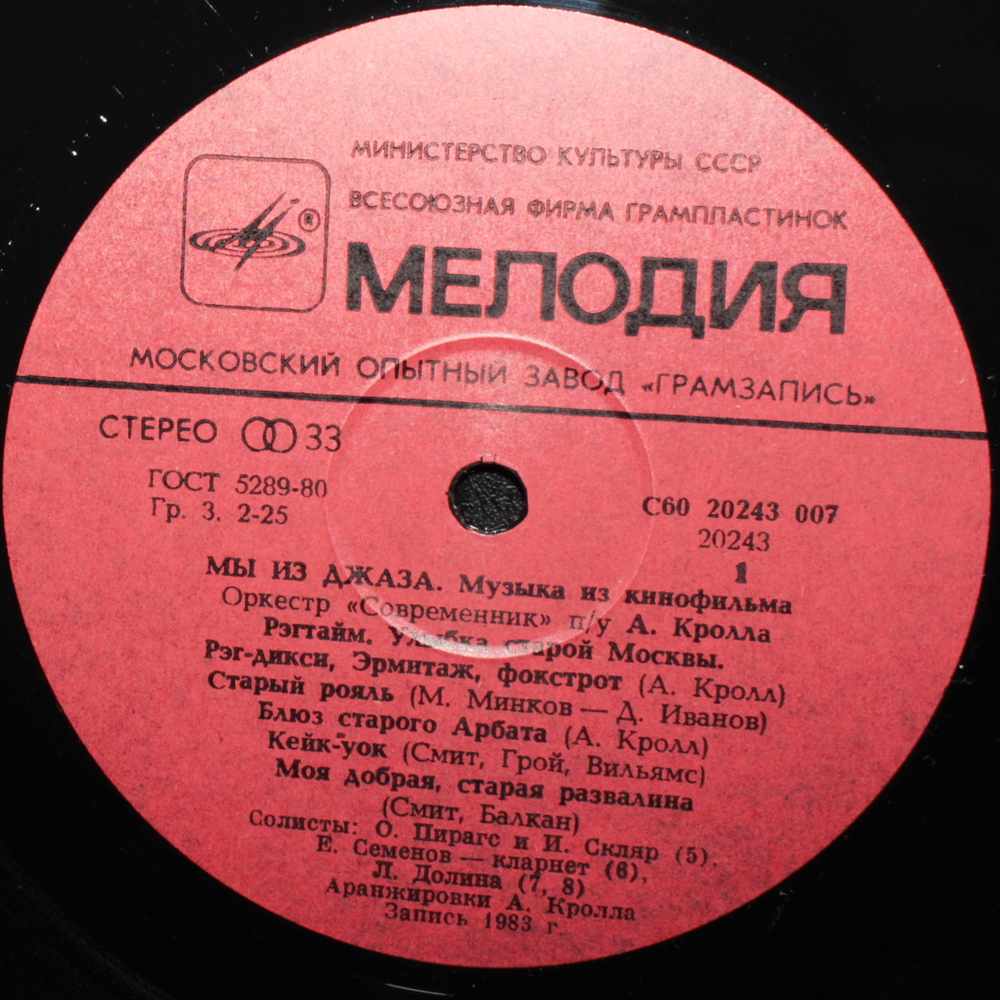 МИНИСТЕРСТВО КУЛЬТУРЫ СССР
ВСЕСОЮЗНАЯ ФИРМА ГРАМПЛАСТИНОК
®
МЕЛОДИЯ
МОСКОВСКИЙ ОПЫТНЫЙ ЗАВОД «ГРАМЗАПИСЬ»
СТЕРЕО 33
ГОСТ 5289-80
Гр. 3. 2-25
С60 20243 007
20243
1
МЫ ИЗ ДЖАЗА. Музыка из кинофильма
Оркестр «Современник» п/у А. Кролла
Рэгтайм. Улыбка старой Москвы.
Рэг-дикси, Эрмитаж, фокстрот (А. Кролл)
Старый рояль (М. Минков — Д. Иванов)
Блюз старого Арбата (А. Кролл)
Кейк-уок (Смит, Грой, Вильямс)
Моя добрая, старая развалина
(Смит, Балкан)
Солисты: О. Пирагс и И. Скляр (5),
Е. Семенов — кларнет (6),
Л. Долина (7, 8)
Аранжировки А. Кролла
Запись 1983 г.